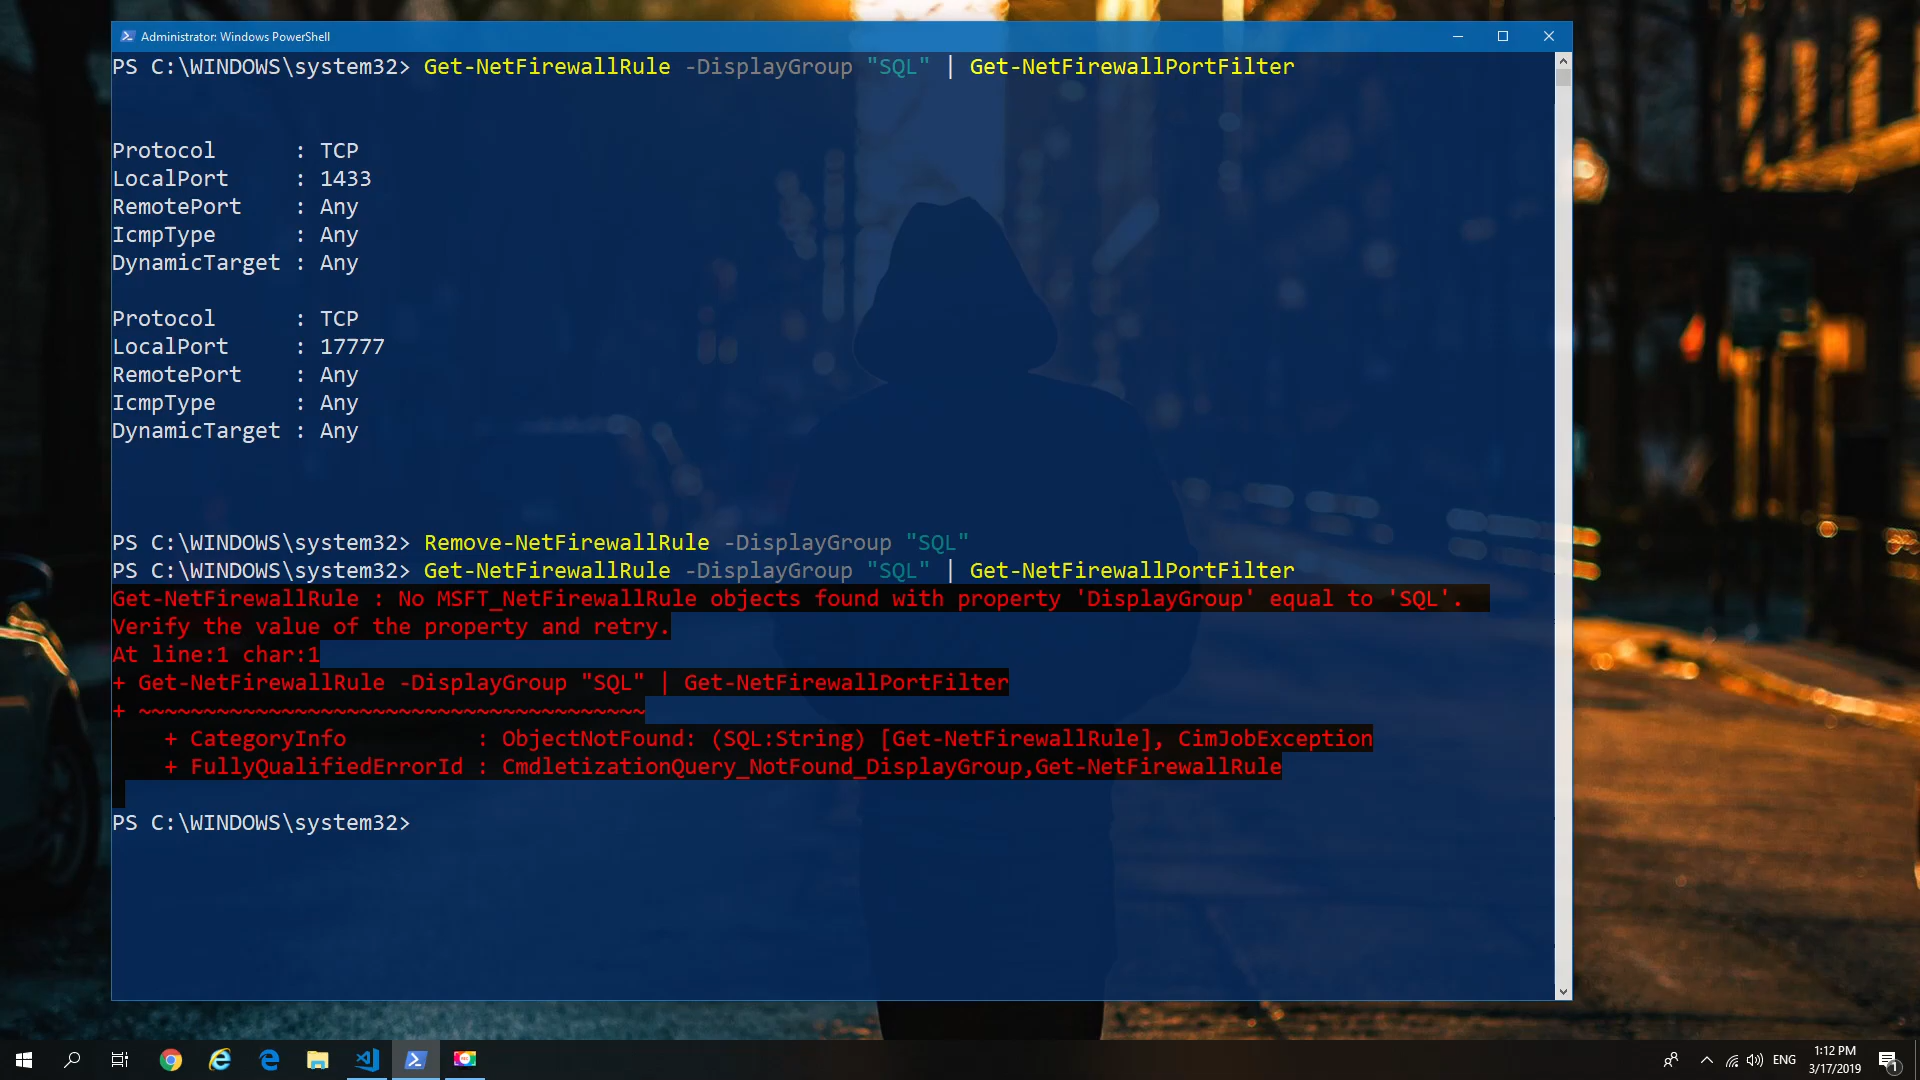 Administrator: Windows PowerShell
PS C:\WINDOWS\system32> Get-NetFirewallRule -DisplayGroup "SQL" | Get-NetFirewallPortFilter
Protocol      : TCP
LocalPort     : 1433
RemotePort    : Any
IcmpType      : Any
DynamicTarget : Any
Protocol      : TCP
LocalPort     : 17777
RemotePort    : Any
IcmpType      : Any
DynamicTarget : Any
PS C:\WINDOWS\system32> Remove-NetFirewallRule -DisplayGroup "SQL"
PS C:\WINDOWS\system32> Get-NetFirewallRule -DisplayGroup "SQL" | Get-NetFirewallPortFilter
Get-NetFirewallRule : No MSFT_NetFirewallRule objects found with property 'DisplayGroup' equal to 'SQL'.
Verify the value of the property and retry.
At line:1 char:1
+ Get-NetFirewallRule -DisplayGroup "SQL" | Get-NetFirewallPortFilter
+ ~~~~~~~~~~~~~~~~~~~~~~~~~~~~~~~~~~~~~~~
    + CategoryInfo          : ObjectNotFound: (SQL:String) [Get-NetFirewallRule], CimJobException
    + FullyQualifiedErrorId : CmdletizationQuery_NotFound_DisplayGroup,Get-NetFirewallRule
PS C:\WINDOWS\system32>
ENG
1:12 PM
3/17/2019
1